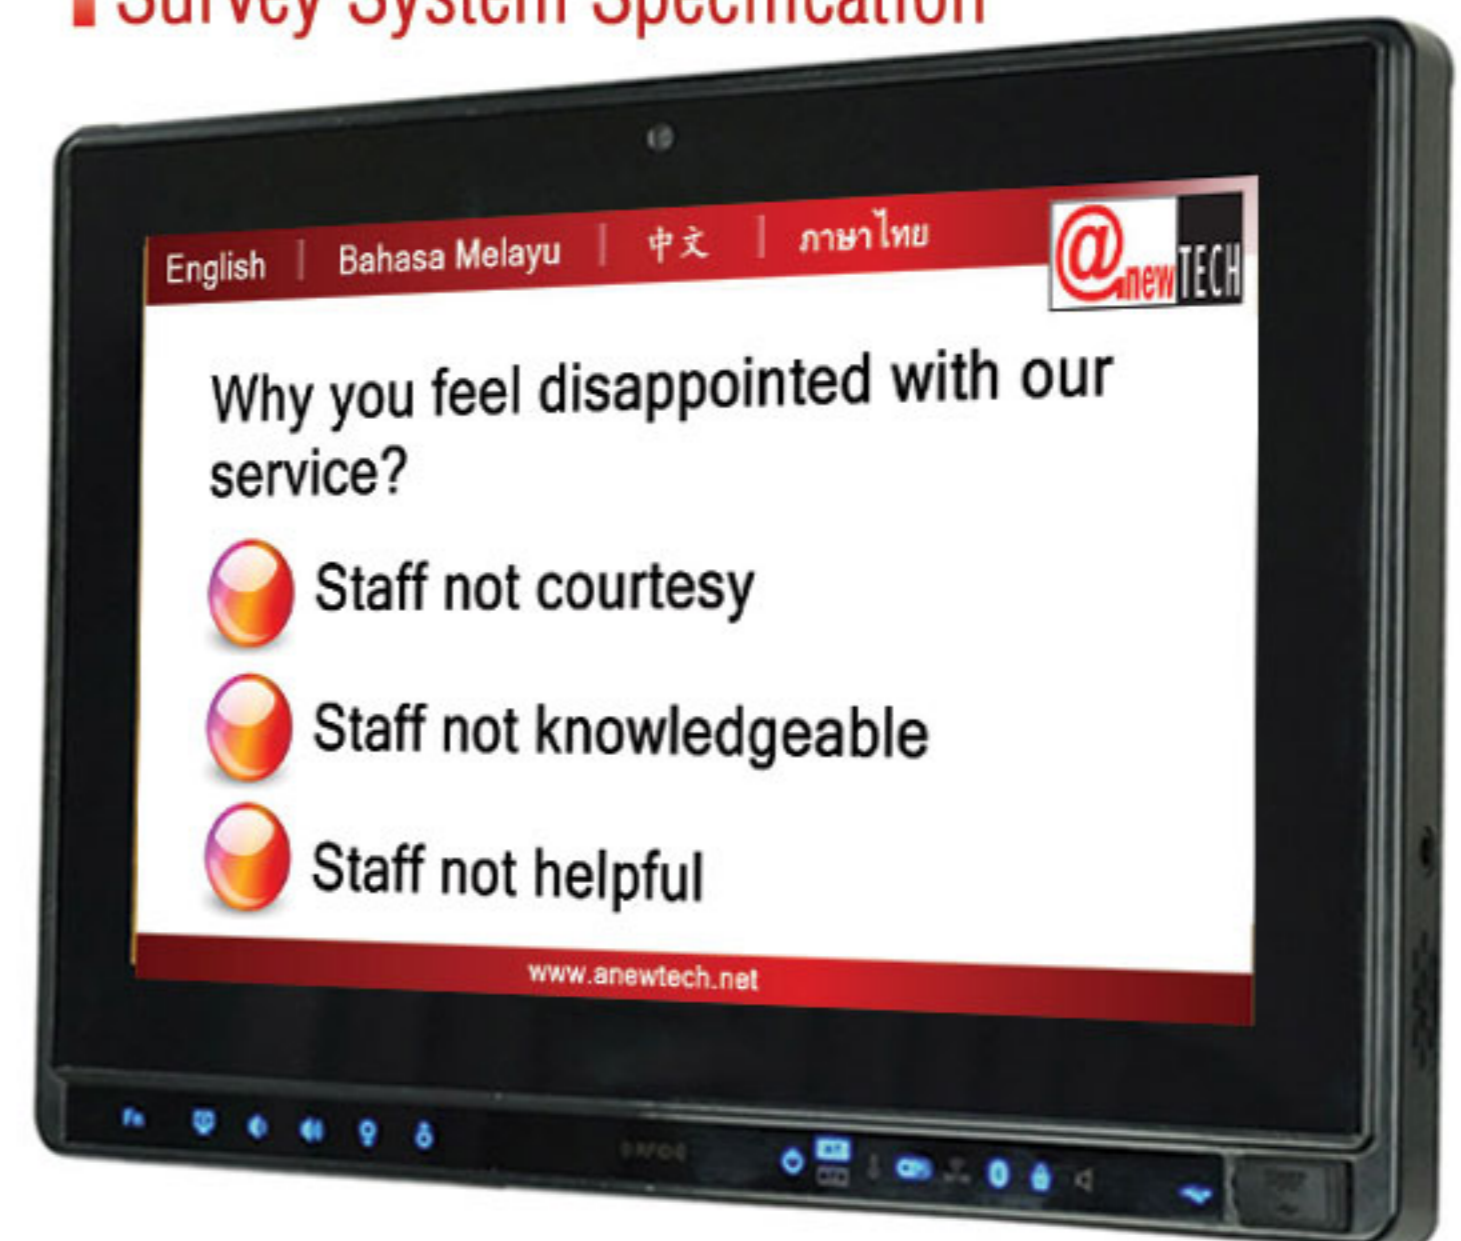 Survey System Specification
English | Bahasa Melayu | 中文 | ภาษาไทย
@newTECH
Why you feel disappointed with our
service?
Staff not courtesy
Staff not knowledgeable
Staff not helpful
www.anewtech.net
Fn